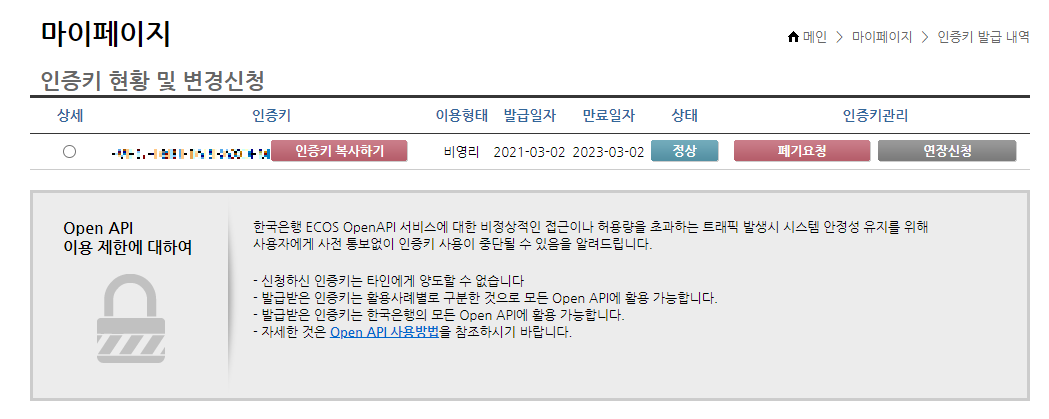 마이페이지
메인 > 마이페이지 > 인증키 발급 내역
인증키 현황 및 변경신청
상세 인증키 이용형태 발급일자 만료일자 상태 인증키관리
인증키 복사하기 비영리 2021-03-02 2023-03-02 정상 폐기요청 연장신청
Open API
이용 제한에 대하여
한국은행 ECOS OpenAPI 서비스에 대한 비정상적인 접근이나 허용량을 초과하는 트래픽 발생시 시스템 안정성 유지를 위해
사용자에게 사전 통보없이 인증키 사용이 중단될 수 있음을 알려드립니다.
- 신청하신 인증키는 타인에게 양도할 수 없습니다
- 발급받은 인증키는 활용사례별로 구분한 것으로 모든 Open API에 활용 가능합니다.
- 발급받은 인증키는 한국은행의 모든 Open API에 활용 가능합니다.
- 자세한 것은 Open API 사용방법을 참조하시기 바랍니다.